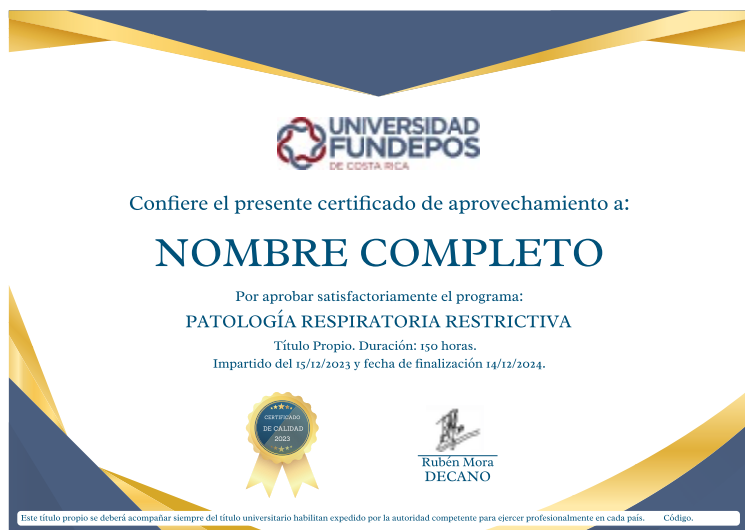 UNIVERSIDAD
FUNDEPOS
DE COSTA RICA
Confiere el presente certificado de aprovechamiento a:
NOMBRE COMPLETO
Por aprobar satisfactoriamente el programa:
PATOLOGÍA RESPIRATORIA RESTRICTIVA
Título Propio. Duración: 150 horas.
Impartido del 15/12/2023 y fecha de finalización 14/12/2024.
CERTIFICADO
DE CALIDAD
2023
Rubén Mora
DECANO
Este título propio se deberá acompañar siempre del título universitario habilitan expedido por la autoridad competente para ejercer profesionalmente en cada país. Código.